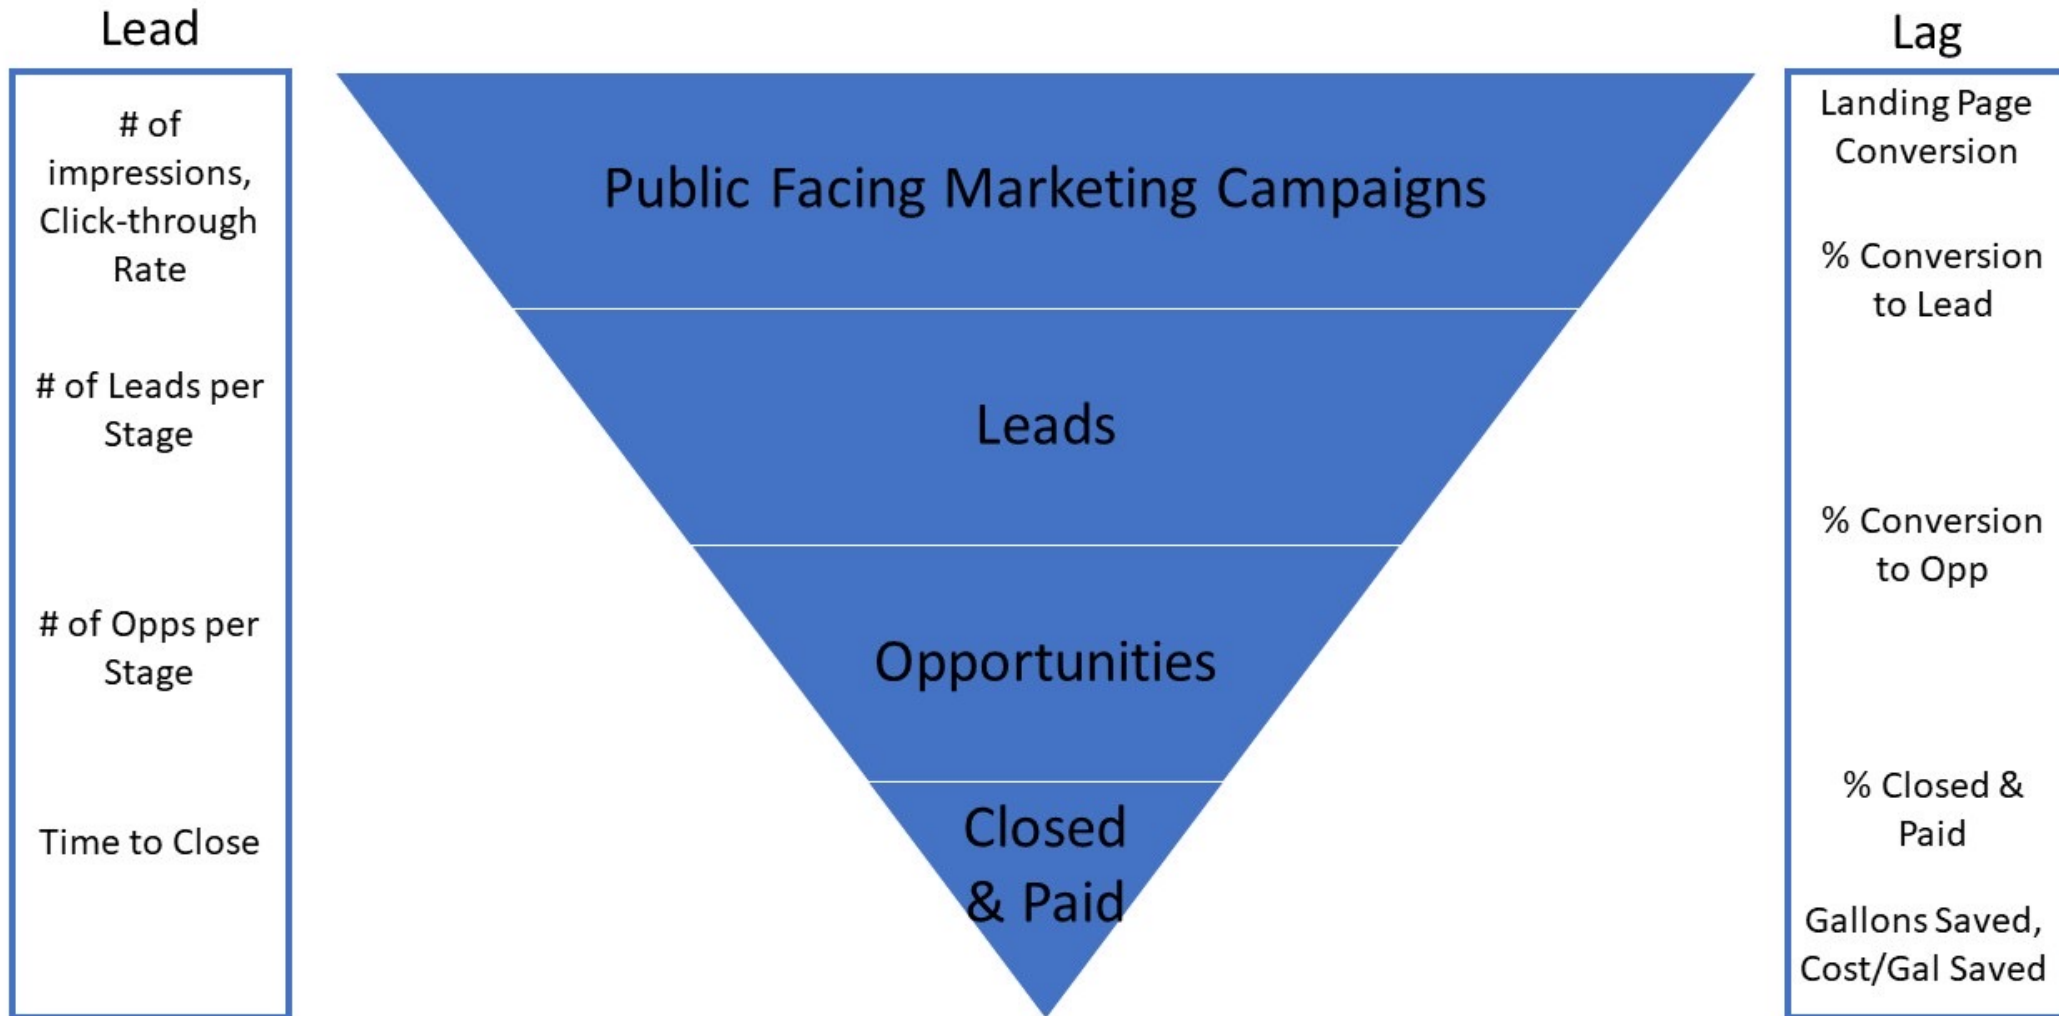 Lead
# of
impressions,
Click-through
Rate
# of Leads per
Stage
# of Opps per
Stage
Time to Close
Public Facing Marketing Campaigns
Leads
Opportunities
Closed
& Paid
Lag
Landing Page
Conversion
% Conversion
to Lead
% Conversion
to Opp
% Closed &
Paid
Gallons Saved,
Cost/Gal Saved